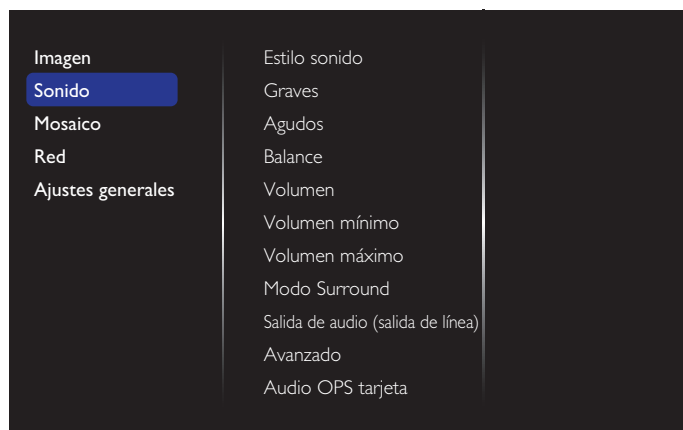 Imagen
Sonido
Mosaico
Red
Ajustes generales
Estilo sonido
Graves
Agudos
Balance
Volumen
Volumen mínimo
Volumen máximo
Modo Surround
Salida de audio (salida de línea)
Avanzado
Audio OPS tarjeta